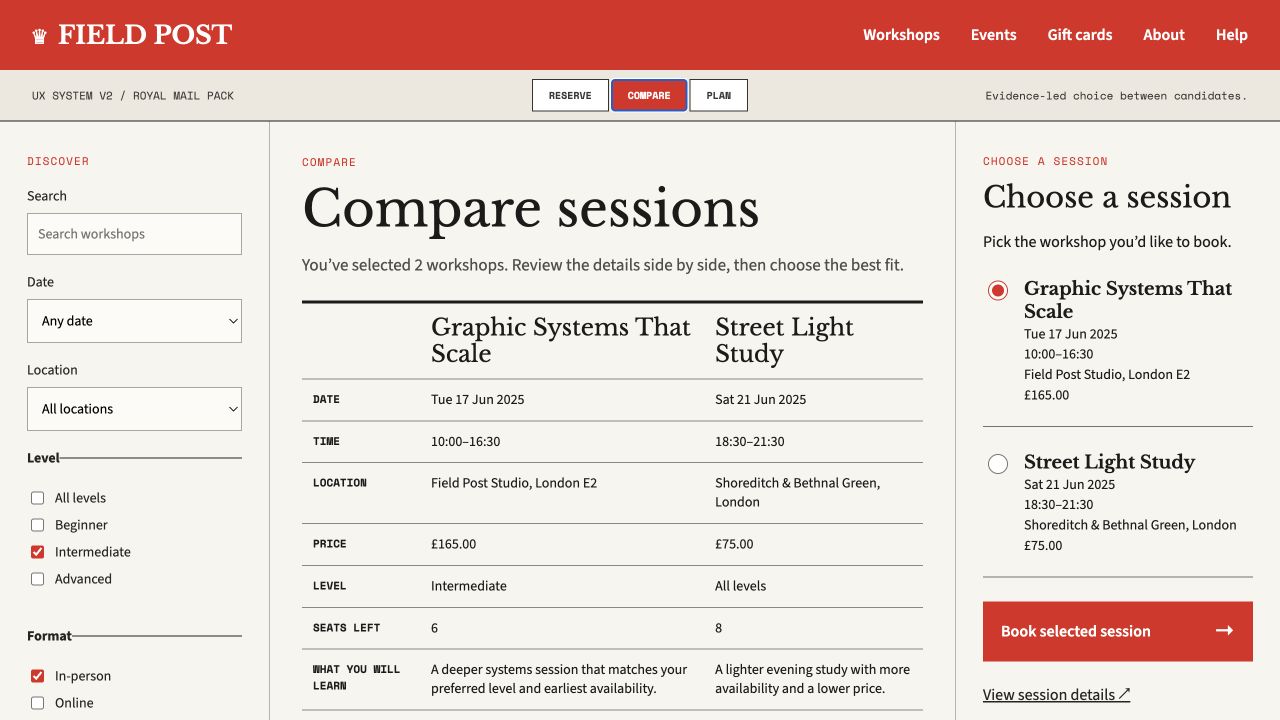 ♛ FIELD POST
Workshops
Events
Gift cards
About
Help
UX SYSTEM V2 / ROYAL MAIL PACK
RESERVE
COMPARE
PLAN
Evidence-led choice between candidates.
DISCOVER
Search
Search workshops
Date
Any date
Location
All locations
Level
All levels
Beginner
Intermediate
Advanced
Format
In-person
Online
COMPARE
Compare sessions
You’ve selected 2 workshops. Review the details side by side, then choose the best fit.
Graphic Systems That
Scale
Street Light
Study
DATE
Tue 17 Jun 2025
Sat 21 Jun 2025
TIME
10:00–16:30
18:30–21:30
LOCATION
Field Post Studio, London E2
Shoreditch & Bethnal Green,
London
PRICE
£165.00
£75.00
LEVEL
Intermediate
All levels
SEATS LEFT
6
8
WHAT YOU WILL
LEARN
A deeper systems session that matches your
preferred level and earliest availability.
A lighter evening study with more
availability and a lower price.
CHOOSE A SESSION
Choose a session
Pick the workshop you’d like to book.
Graphic Systems That
Scale
Tue 17 Jun 2025
10:00–16:30
Field Post Studio, London E2
£165.00
Street Light Study
Sat 21 Jun 2025
18:30–21:30
Shoreditch & Bethnal Green, London
£75.00
Book selected session →
View session details ↗